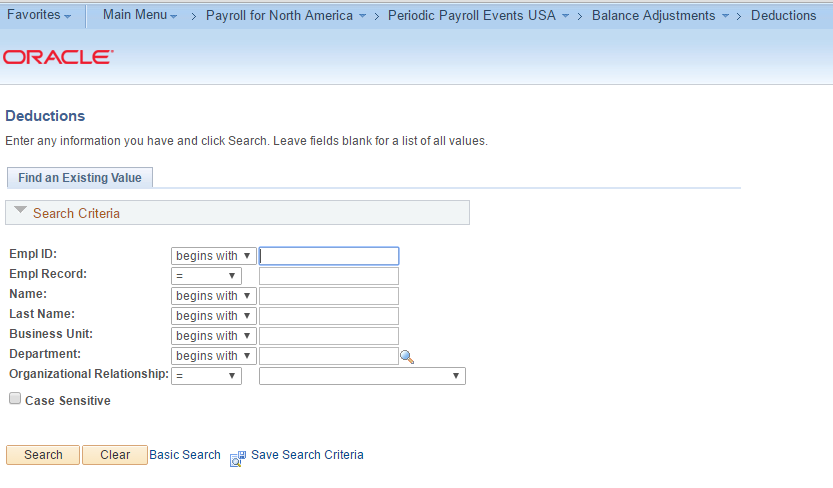 Favorites Main Menu > Payroll for North America > Periodic Payroll Events USA > Balance Adjustments > Deductions
ORACLE®
Deductions
Enter any information you have and click Search. Leave fields blank for a list of all values.
Find an Existing Value
Search Criteria
Empl ID: begins with
Empl Record: =
Name: begins with
Last Name: begins with
Business Unit: begins with
Department: begins with
Organizational Relationship: =
Case Sensitive
Search Clear Basic Search Save Search Criteria